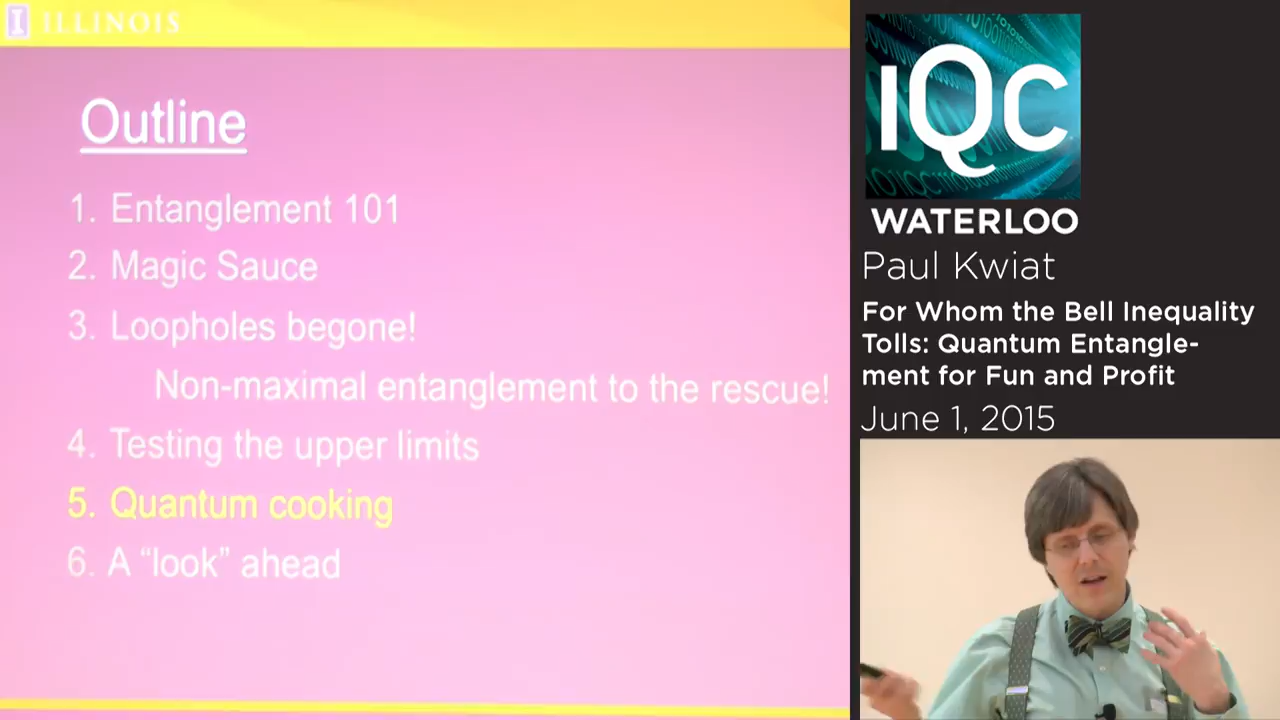 I ILLINOIS
Outline
1. Entanglement 101
2. Magic Sauce
3. Loopholes begone!
Non-maximal entanglement to the rescue!
4. Testing the upper limits
5. Quantum cooking
6. A “look” ahead
IQC
WATERLOO
Paul Kwiat
For Whom the Bell Inequality
Tolls: Quantum Entangle-
ment for Fun and Profit
June 1, 2015